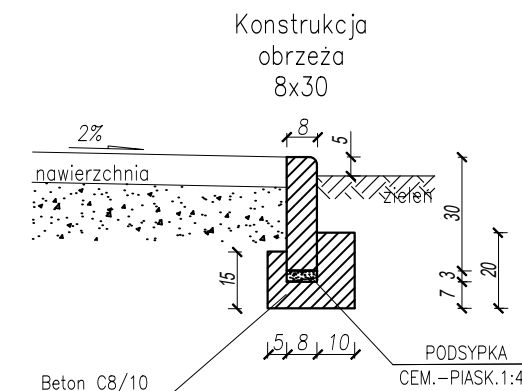 Konstrukcja
obrzeża
8x30
8
2%
5
nawierzchnia
zieleń
30
15
3
20
7
5 8 10
PODSYPKA
CEM.-PIASK.1:4
Beton C8/10